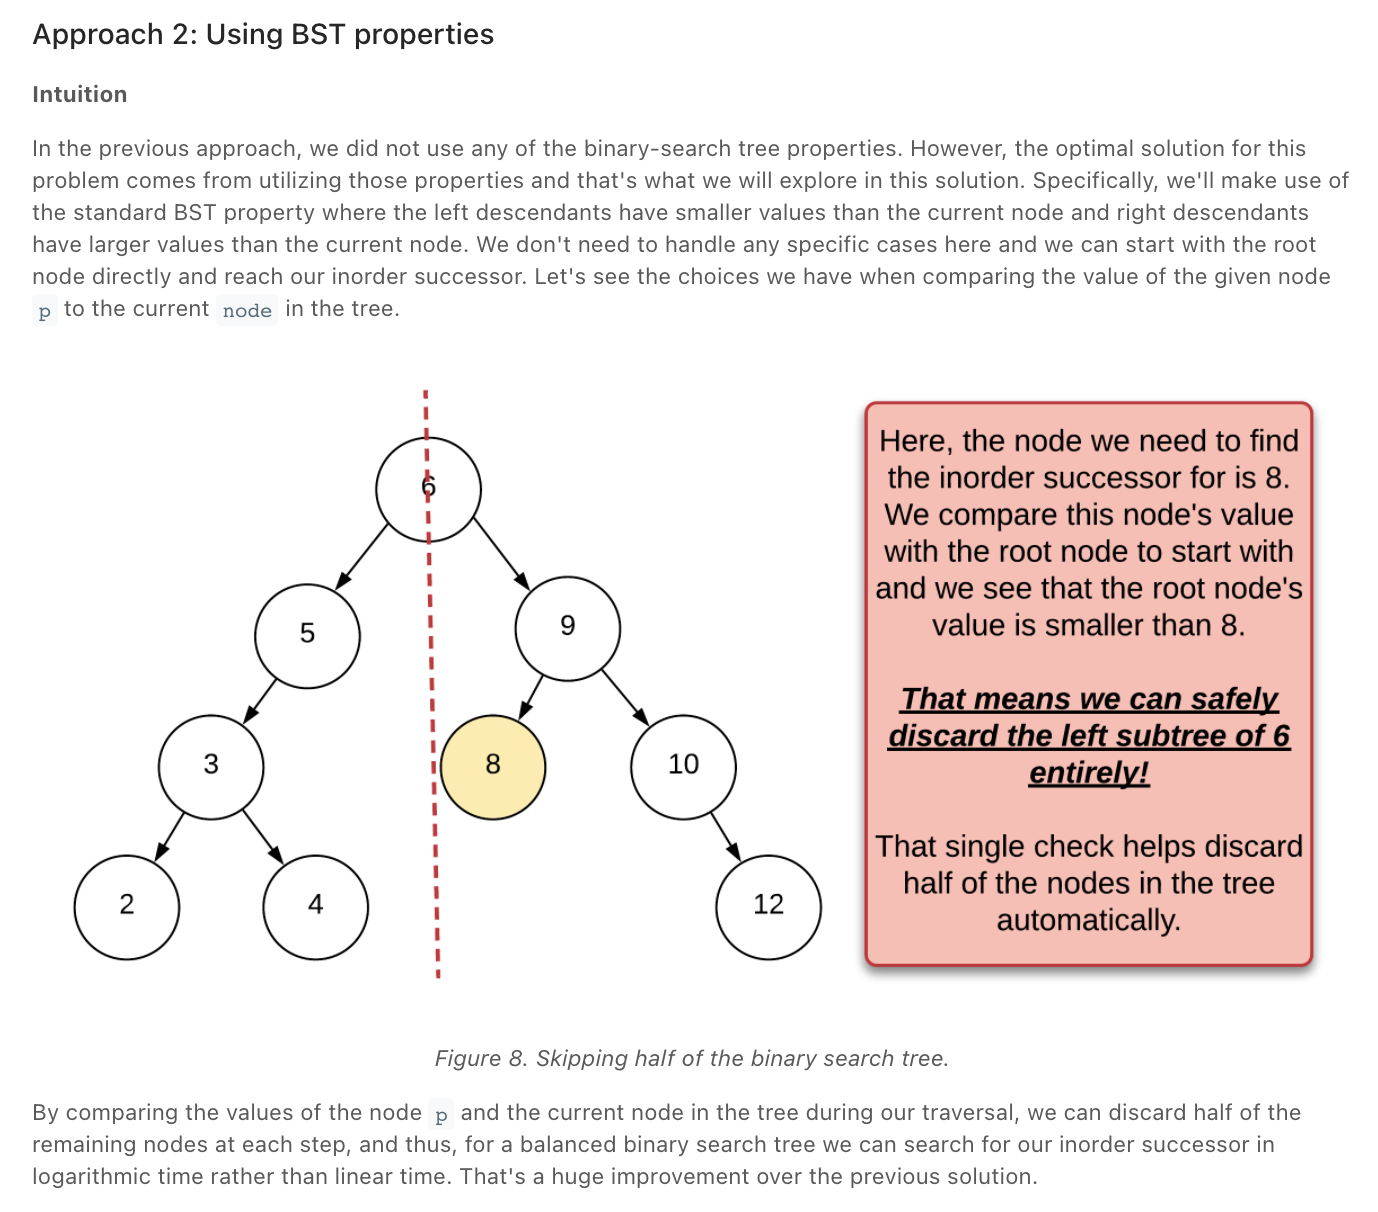 Approach 2: Using BST properties
Intuition
In the previous approach, we did not use any of the binary-search tree properties. However, the optimal solution for this
problem comes from utilizing those properties and that's what we will explore in this solution. Specifically, we'll make use of
the standard BST property where the left descendants have smaller values than the current node and right descendants
have larger values than the current node. We don't need to handle any specific cases here and we can start with the root
node directly and reach our inorder successor. Let's see the choices we have when comparing the value of the given node
p to the current node in the tree.
6
5
9
3
8
10
2
4
12
Here, the node we need to find
the inorder successor for is 8.
We compare this node's value
with the root node to start with
and we see that the root node's
value is smaller than 8.
That means we can safely
discard the left subtree of 6
entirely!
That single check helps discard
half of the nodes in the tree
automatically.
Figure 8. Skipping half of the binary search tree.
By comparing the values of the node p and the current node in the tree during our traversal, we can discard half of the
remaining nodes at each step, and thus, for a balanced binary search tree we can search for our inorder successor in
logarithmic time rather than linear time. That's a huge improvement over the previous solution.